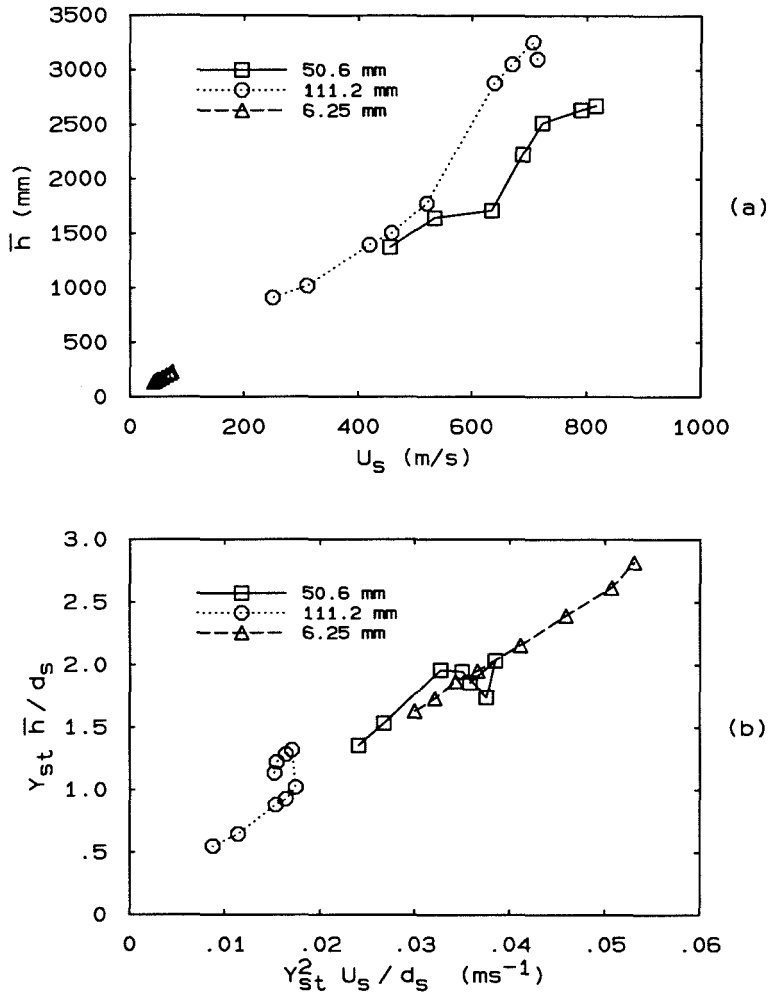 3500
3000
2500
2000
1500
1000
500
0
h̅ (mm)
50.6 mm
111.2 mm
6.25 mm
(a)
0 200 400 600 800 1000
Uₛ (m/s)
3.0
2.5
2.0
1.5
1.0
.5
0
Yₛₜ h̅/dₛ
50.6 mm
111.2 mm
6.25 mm
(b)
0 .01 .02 .03 .04 .05 .06
Y²ₛₜ Uₛ/dₛ (ms⁻¹)